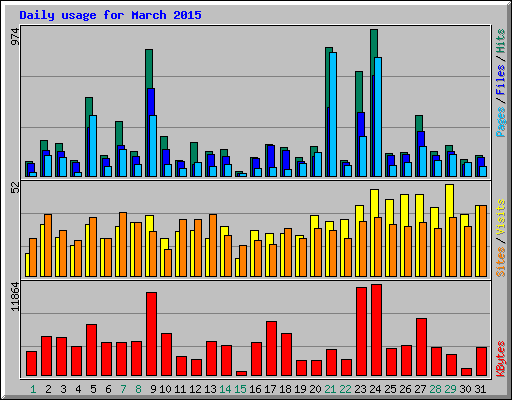 Daily usage for March 2015
974
Pages / Files / Hits
52
Sites / Visits
11864
KBytes
1 2 3 4 5 6 7 8 9 10 11 12 13 14 15 16 17 18 19 20 21 22 23 24 25 26 27 28 29 30 31